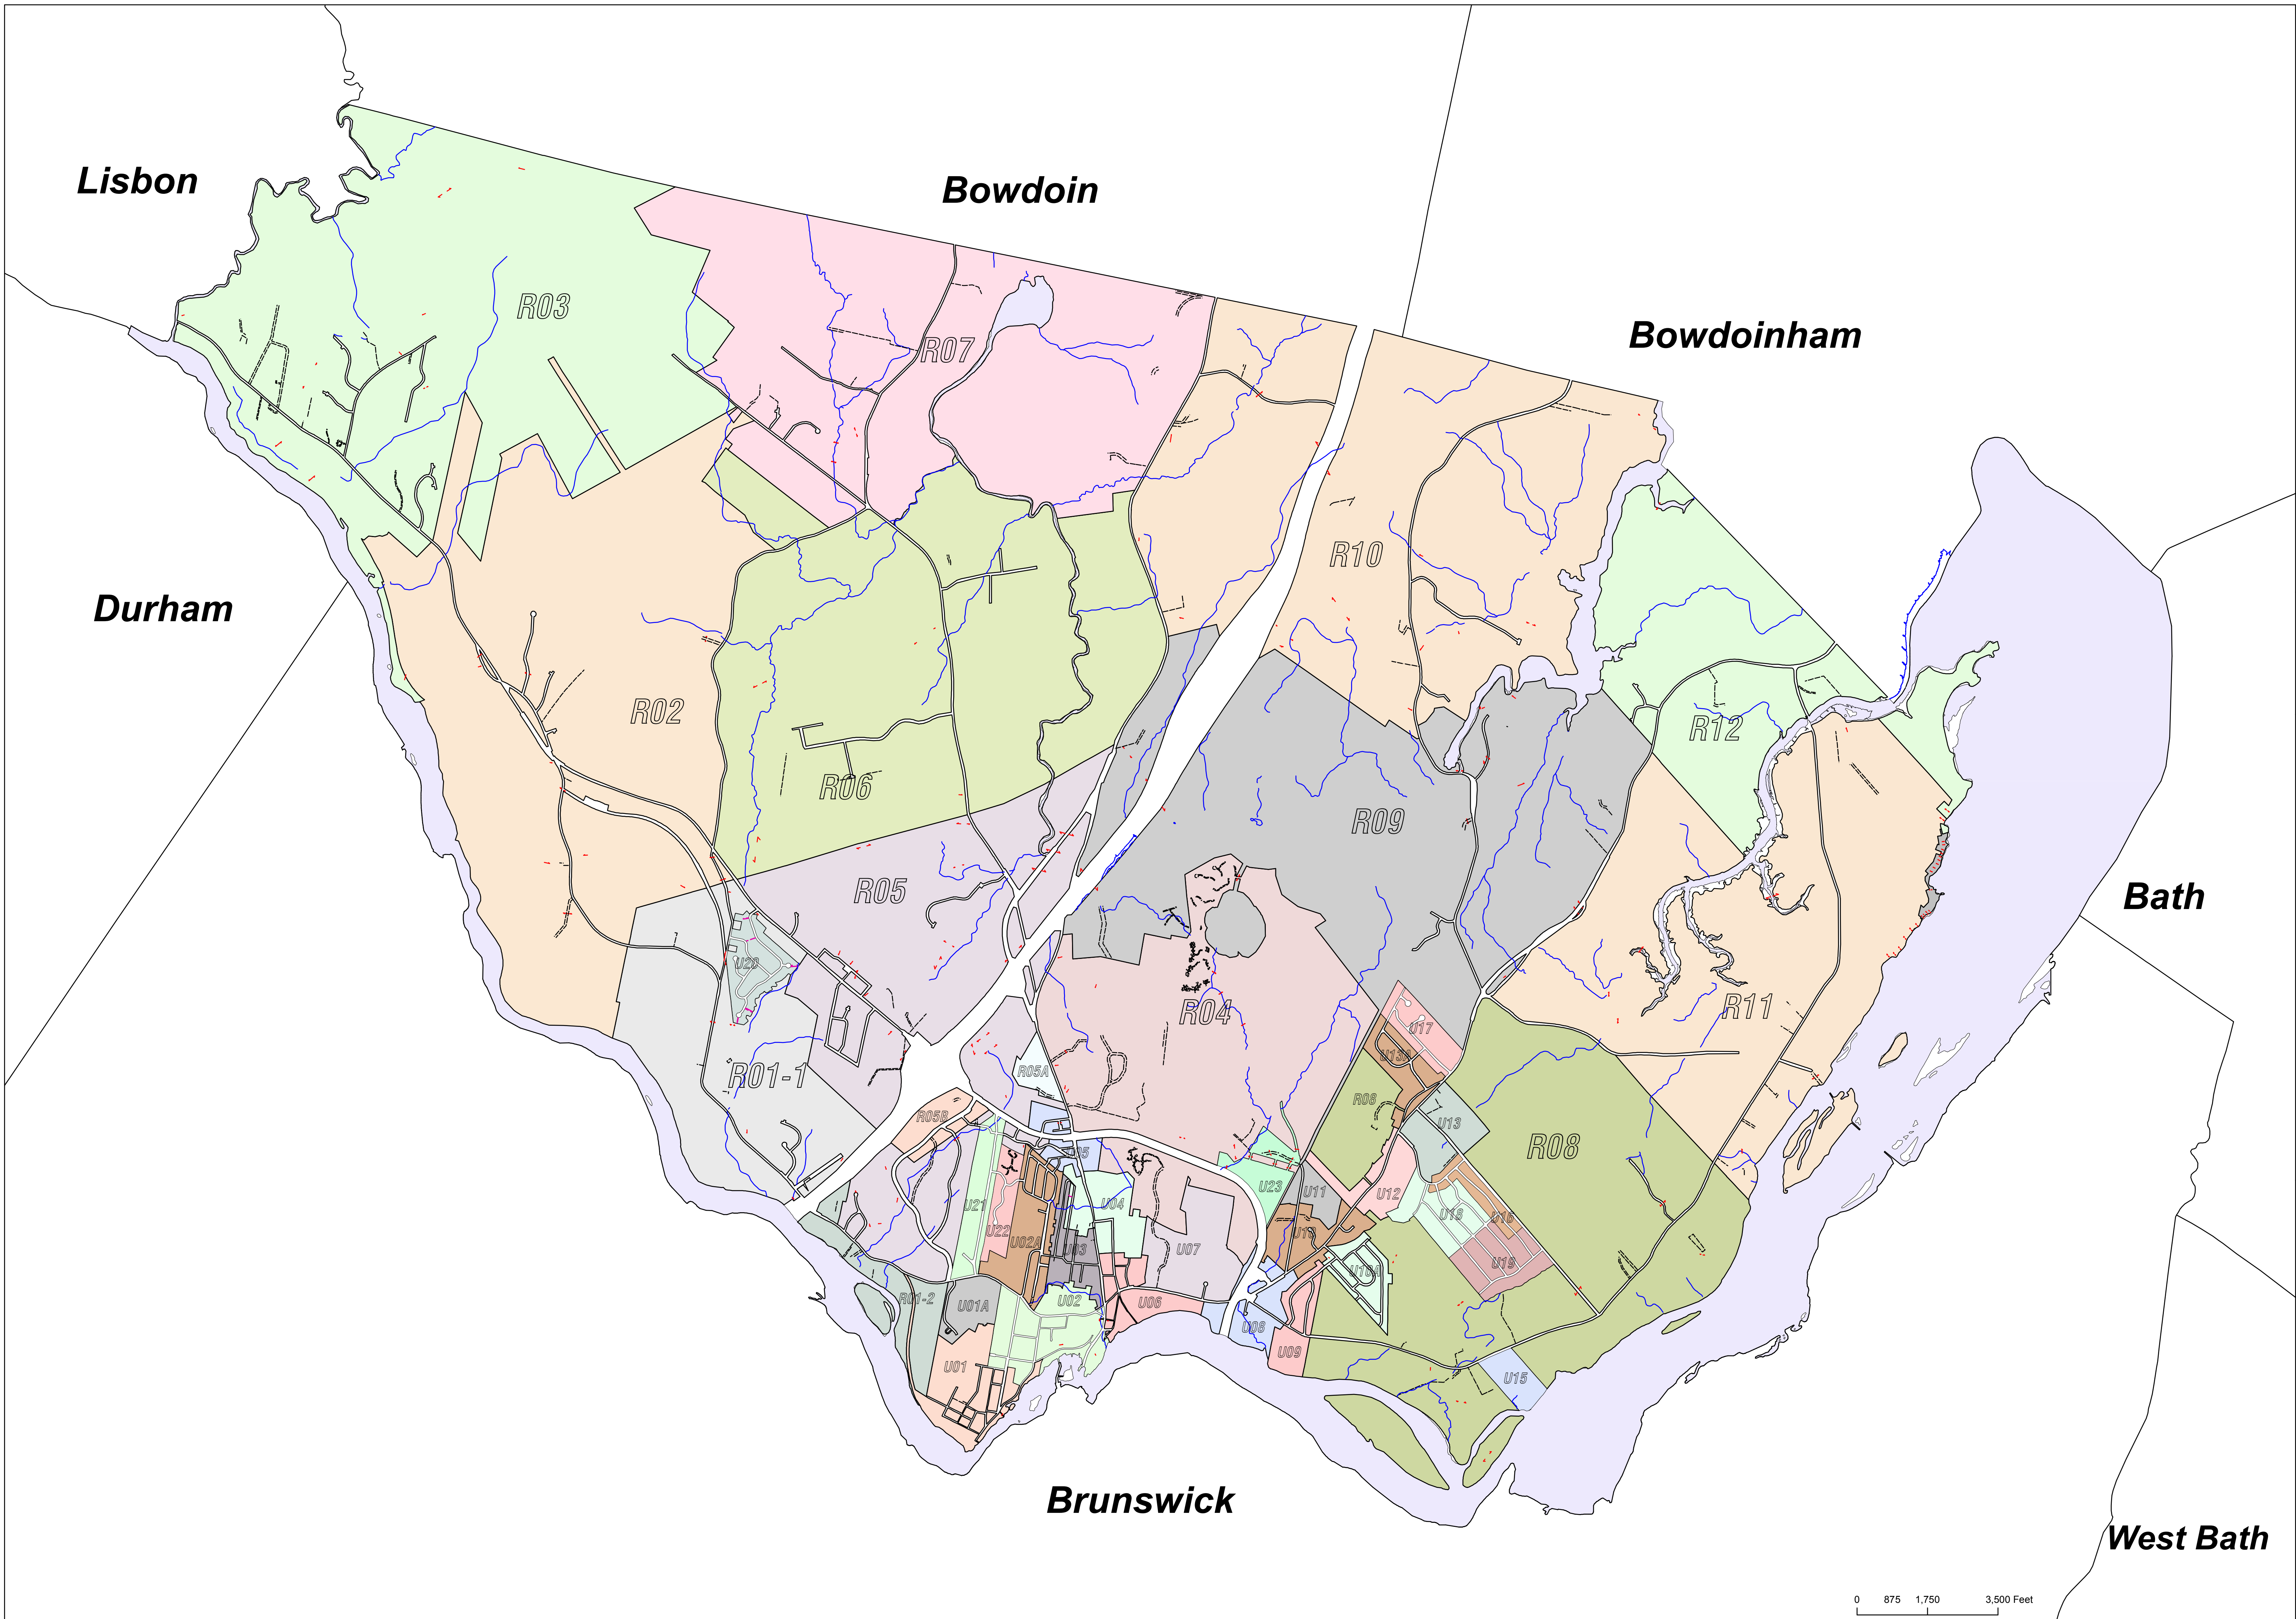 Lisbon
Bowdoin
R03
Bowdoinham
R07
R10
Durham
R02
R12
R06
R09
R05
Bath
U20
R04
R11
U17
U13A
R05A
R01-1
R08
R05B
U13
R08
U05
U23
U11
U12
U04
U21
U22
U18
U16
U02A
U03
U07
U10
U19
U10A
R01-2
U01A
U02
U06
U08
U09
U01
U15
Brunswick
West Bath
0 875 1,750 3,500 Feet